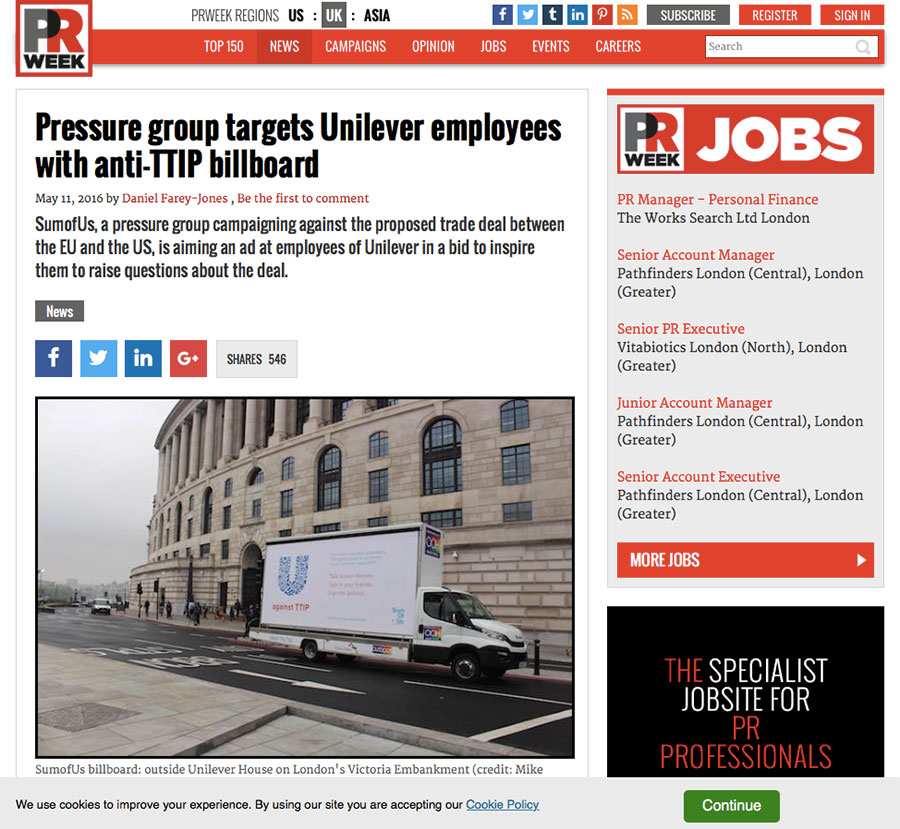 PR
WEEK
PRWEEK REGIONS US : UK : ASIA
SUBSCRIBE
REGISTER
SIGN IN
TOP 150
NEWS
CAMPAIGNS
OPINION
JOBS
EVENTS
CAREERS
Search
Pressure group targets Unilever employees
with anti-TTIP billboard
May 11, 2016 by Daniel Farey-Jones , Be the first to comment
SumofUs, a pressure group campaigning against the proposed trade deal between
the EU and the US, is aiming an ad at employees of Unilever in a bid to inspire
them to raise questions about the deal.
News
SHARES 546
Talk to your families.
Talk to your friends.
Sign the petition.
against TTIP
SumofUs billboard: outside Unilever House on London's Victoria Embankment (credit: Mike
PR
WEEK
JOBS
PR Manager - Personal Finance
The Works Search Ltd London
Senior Account Manager
Pathfinders London (Central), London
(Greater)
Senior PR Executive
Vitabiotics London (North), London
(Greater)
Junior Account Manager
Pathfinders London (Central), London
(Greater)
Senior Account Executive
Pathfinders London (Central), London
(Greater)
MORE JOBS
THE SPECIALIST
JOBSITE FOR
PR
PROFESSIONALS
We use cookies to improve your experience. By using our site you are accepting our Cookie Policy
Continue